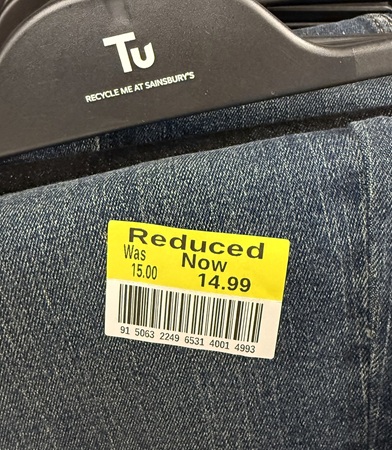 Tu
RECYCLE ME AT SAINSBURY'S
Reduced
Was Now
15.00 14.99
91 5063 2249 6531 4001 4993